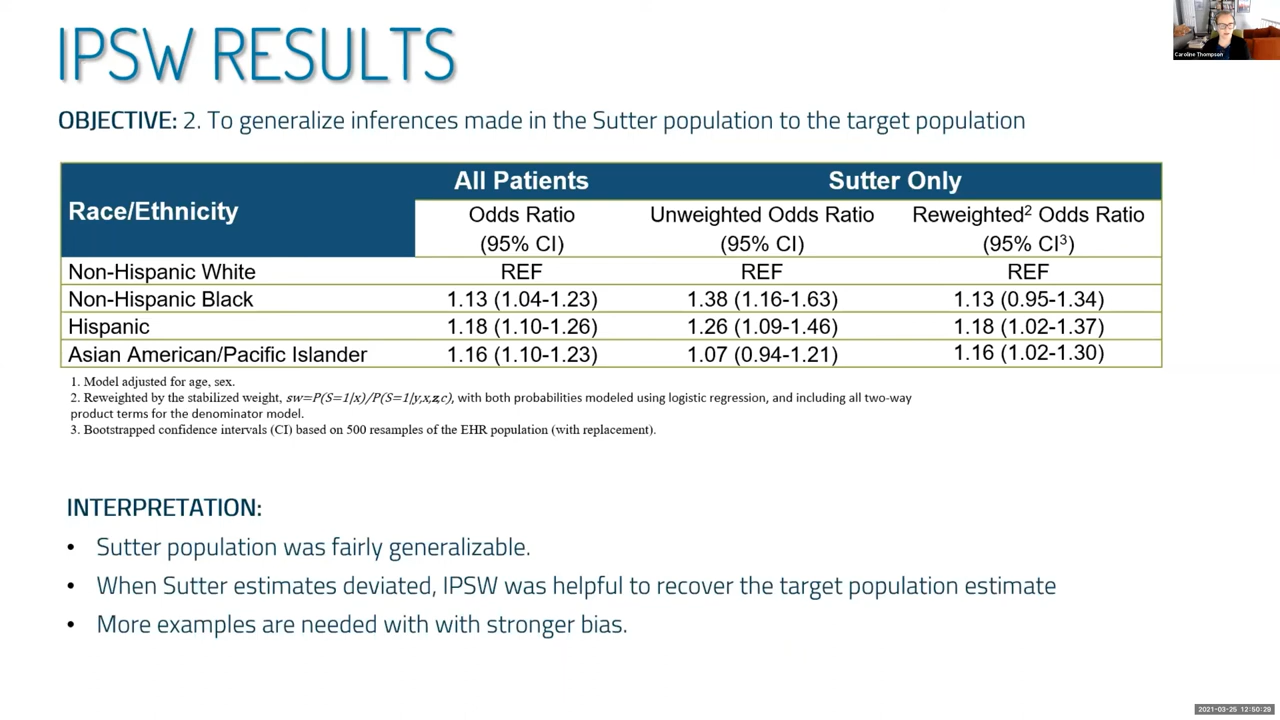 IPSW RESULTS
Caroline Thompson
OBJECTIVE: 2. To generalize inferences made in the Sutter population to the target population
Race/Ethnicity All Patients Sutter Only
Odds Ratio (95% CI) Unweighted Odds Ratio (95% CI) Reweighted² Odds Ratio (95% CI³)
Non-Hispanic White REF REF REF
Non-Hispanic Black 1.13 (1.04-1.23) 1.38 (1.16-1.63) 1.13 (0.95-1.34)
Hispanic 1.18 (1.10-1.26) 1.26 (1.09-1.46) 1.18 (1.02-1.37)
Asian American/Pacific Islander 1.16 (1.10-1.23) 1.07 (0.94-1.21) 1.16 (1.02-1.30)
1. Model adjusted for age, sex.
2. Reweighted by the stabilized weight, sw=P(S=1|x)/P(S=1|y,x,z,c), with both probabilities modeled using logistic regression, and including all two-way
product terms for the denominator model.
3. Bootstrapped confidence intervals (CI) based on 500 resamples of the EHR population (with replacement).
INTERPRETATION:
• Sutter population was fairly generalizable.
• When Sutter estimates deviated, IPSW was helpful to recover the target population estimate
• More examples are needed with with stronger bias.
2021-03-25 12:50:29